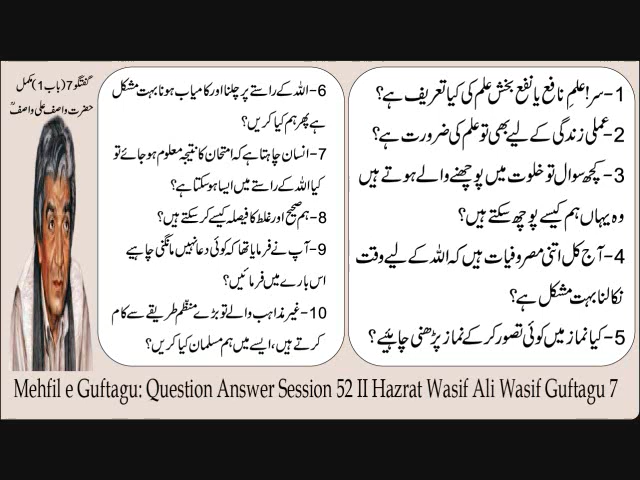 گفتگو 7 (باب 1) مکمل
حضرت واصف علی واصفؒ
1- سر! علمِ نافع یا نفع بخش علم کی کیا تعریف ہے؟
2- عملی زندگی کے لیے بھی تو علم کی ضرورت ہے؟
3- کچھ سوال تو خلوت میں پوچھنے والے ہوتے ہیں
وہ یہاں ہم کیسے پوچھ سکتے ہیں؟
4- آج کل اتنی مصروفیات ہیں کہ اللہ کے لیے وقت
نکالنا بہت مشکل ہے؟
5- کیا نماز میں کوئی تصور کر کے نماز پڑھنی چاہیئے؟
6- اللہ کے راستے پر چلنا اور کامیاب ہونا بہت مشکل
ہے پھر ہم کیا کریں؟
7- انسان چاہتا ہے کہ امتحان کا نتیجہ معلوم ہو جائے تو
کیا اللہ کے راستے میں ایسا ہو سکتا ہے؟
8- ہم صحیح اور غلط کا فیصلہ کیسے کر سکتے ہیں؟
9- آپ نے فرمایا تھا کہ کوئی دعا نہیں مانگنی چاہیے
اس بارے میں فرمائیں؟
10- غیر مذاہب والے تو بڑے منظّم طریقے سے کام
کرتے ہیں، ایسے میں ہم مسلمان کیا کریں؟
Mehfil e Guftagu: Question Answer Session 52 II Hazrat Wasif Ali Wasif Guftagu 7